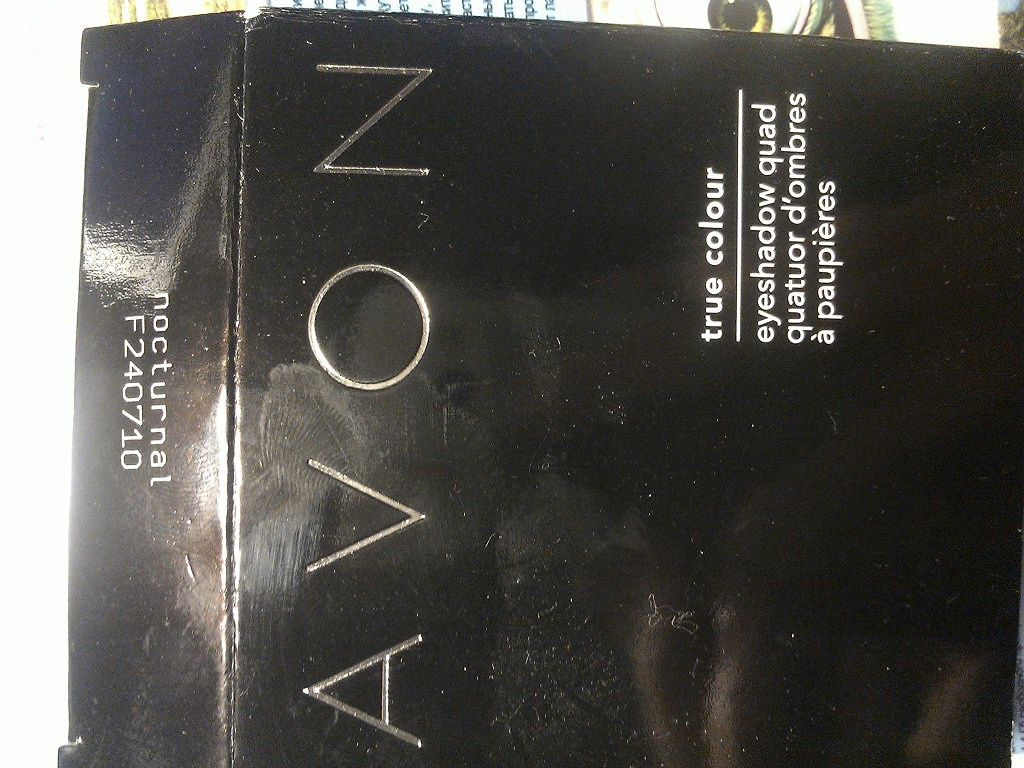 AVON
true colour
eyeshadow quad
quatuor d'ombres
à paupières
nocturnal
F240710